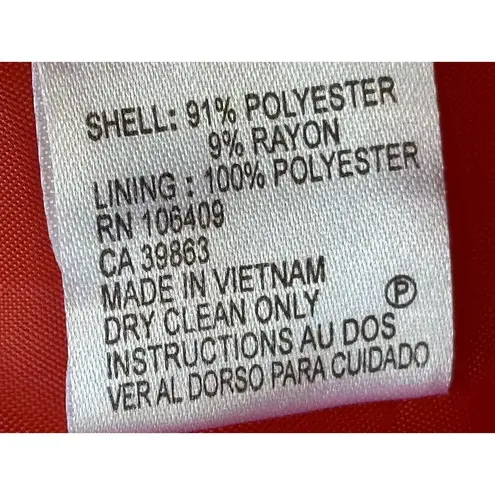 SHELL: 91% POLYESTER
9% RAYON
LINING : 100% POLYESTER
RN 106409
CA 39863
MADE IN VIETNAM
DRY CLEAN ONLY P
INSTRUCTIONS AU DOS
VER AL DORSO PARA CUIDADO